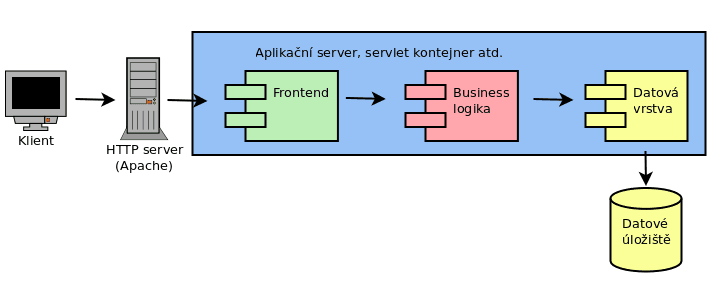 Aplikační server, servlet kontejner atd.
Frontend
Business
logika
Datová
vrstva
Klient
HTTP server
(Apache)
Datové
úložiště